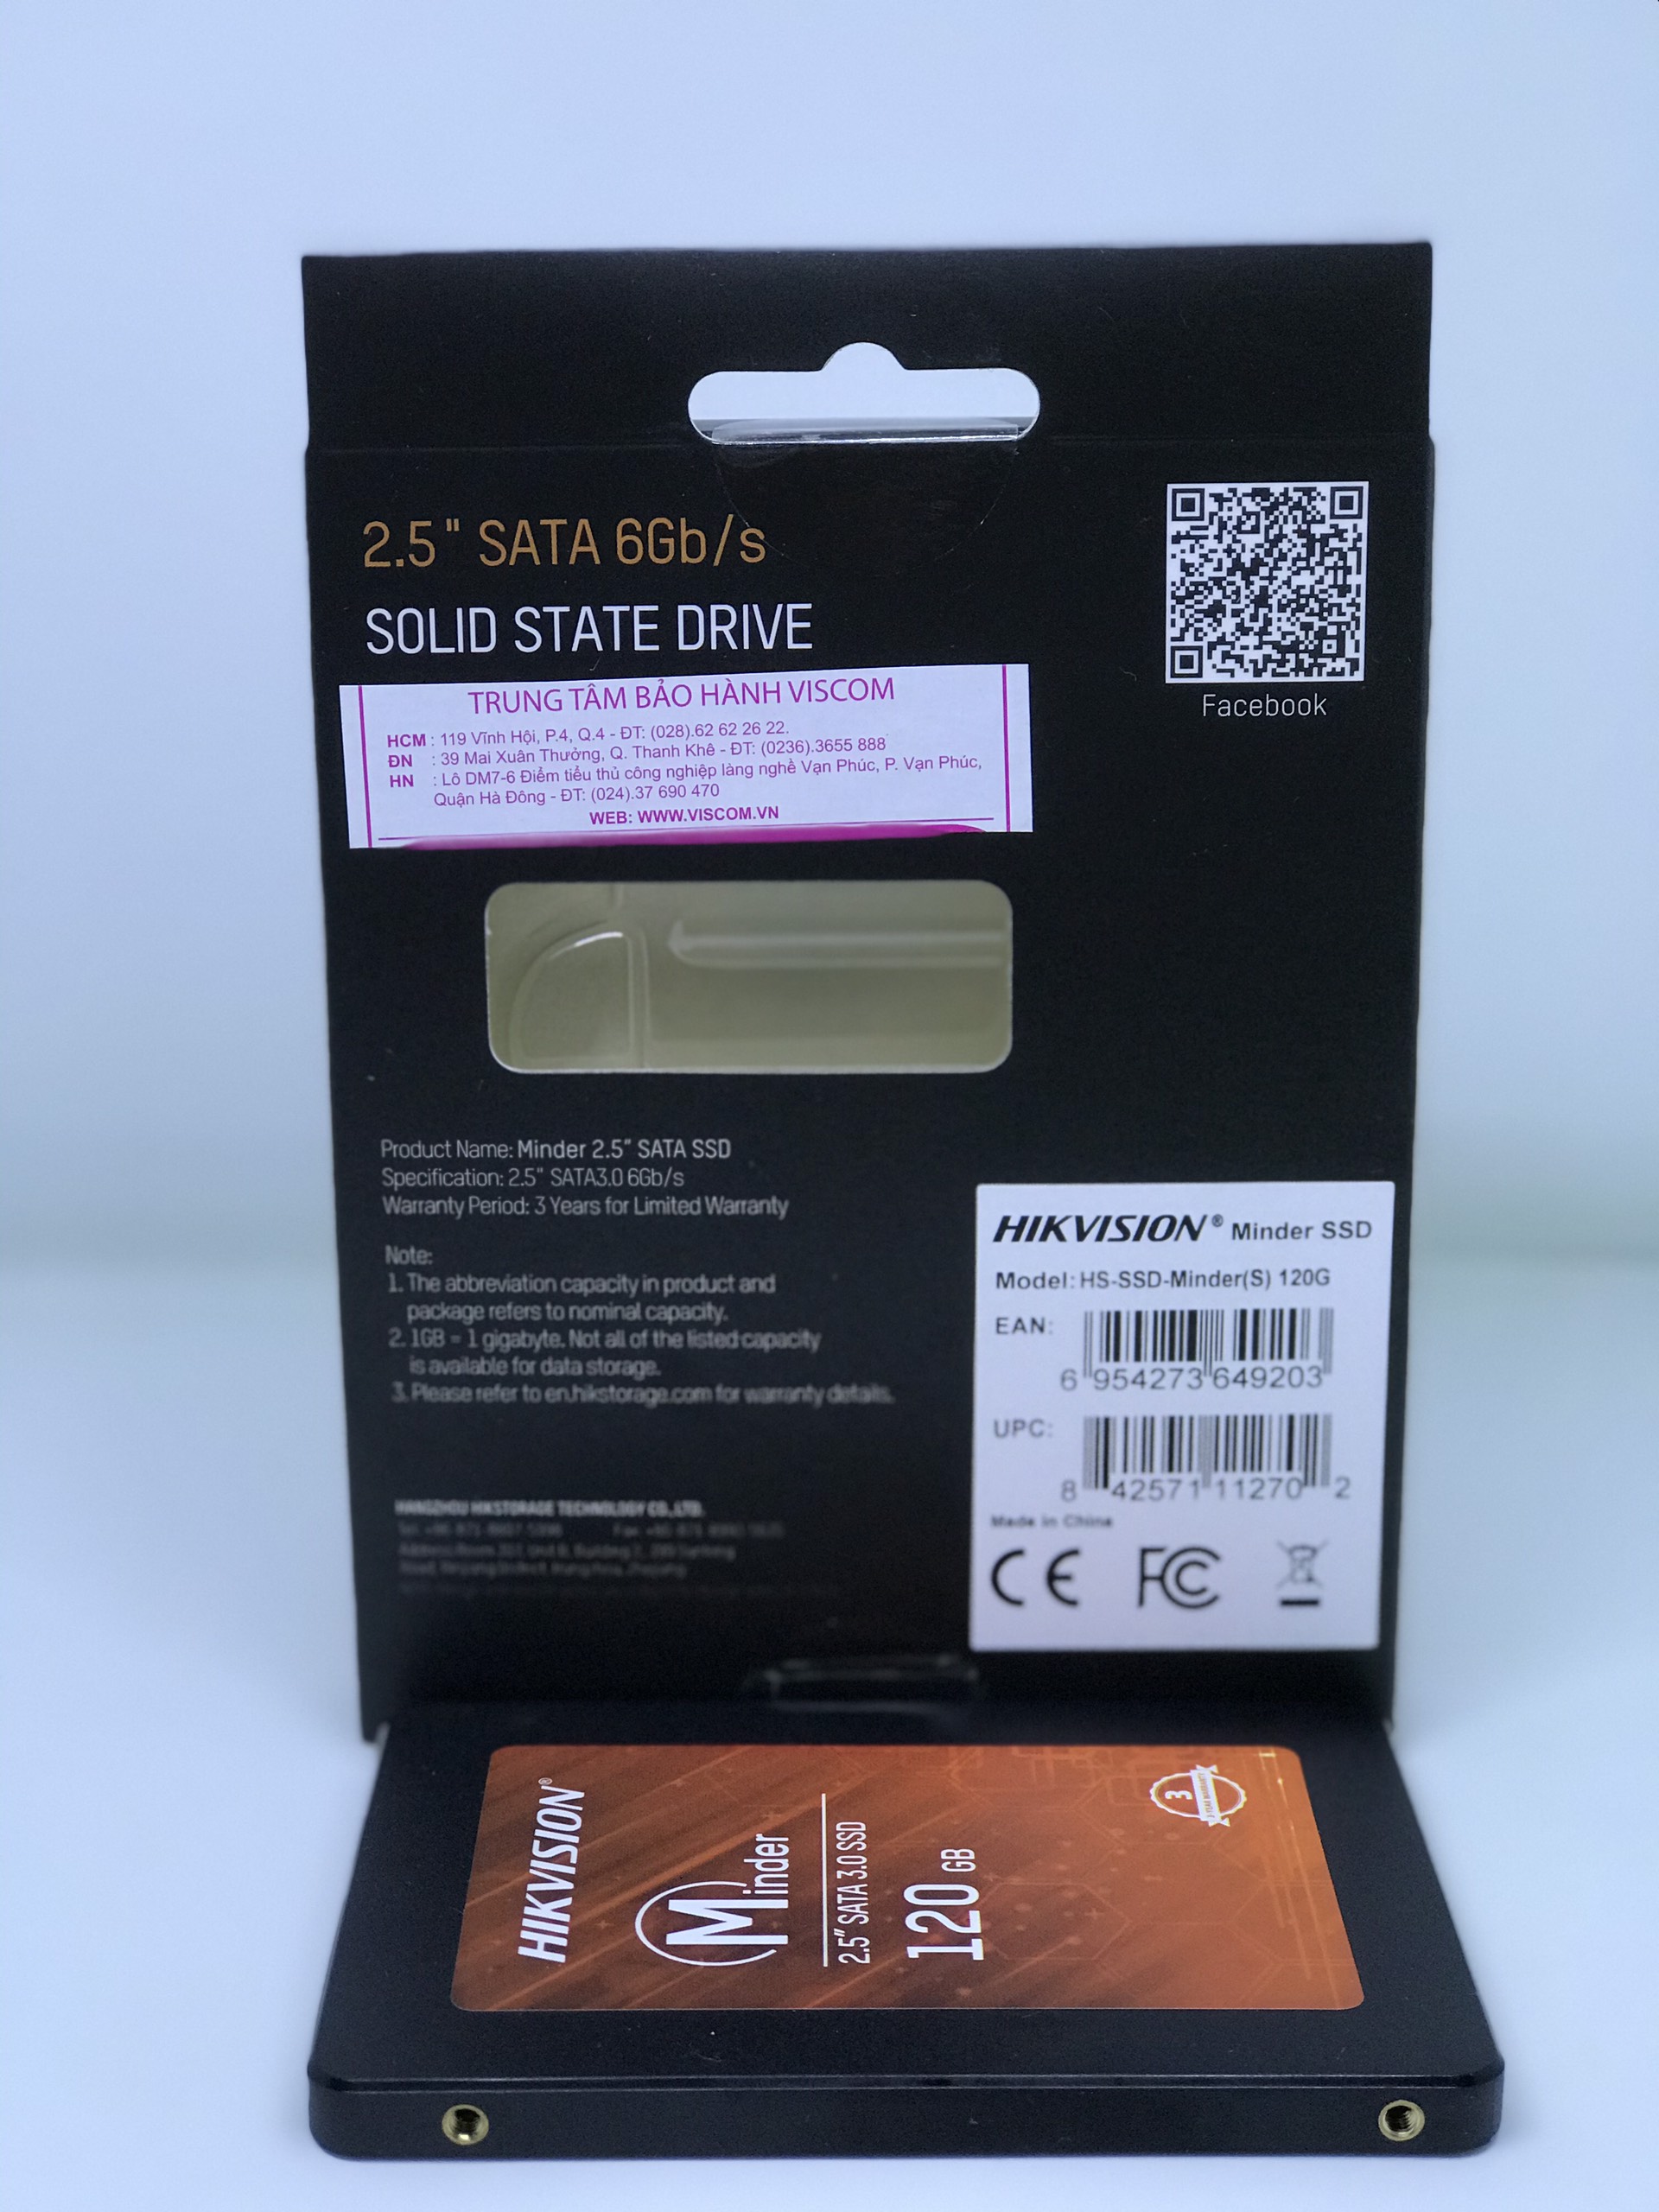 2.5" SATA 6Gb/s
SOLID STATE DRIVE
Facebook
TRUNG TÂM BẢO HÀNH VISCOM
HCM : 119 Vĩnh Hội, P.4, Q.4 - ĐT: (028).62 62 26 22.
ĐN : 39 Mai Xuân Thưởng, Q. Thanh Khê - ĐT: (0236).3655 888
HN : Lô DM7-6 Điểm tiểu thủ công nghiệp làng nghề Vạn Phúc, P. Vạn Phúc,
Quận Hà Đông - ĐT: (024).37 690 470
WEB: WWW.VISCOM.VN
Product Name: Minder 2.5" SATA SSD
Specification: 2.5" SATA3.0 6Gb/s
Warranty Period: 3 Years for Limited Warranty
Note:
1. The abbreviation capacity in product and
package refers to nominal capacity.
2. 1GB = 1 gigabyte. Not all of the listed capacity
is available for data storage.
3. Please refer to en.hikstorage.com for warranty details.
HANGZHOU HIKSTORAGE TECHNOLOGY CO.,LTD.
HIKVISION® Minder SSD
Model: HS-SSD-Minder(S) 120G
EAN:
6 954273 649203
UPC:
8 42571 11270 2
Made in China
CE FC
HIKVISION®
Minder
2.5" SATA 3.0 SSD
120 GB
3
3-YEAR WARRANTY